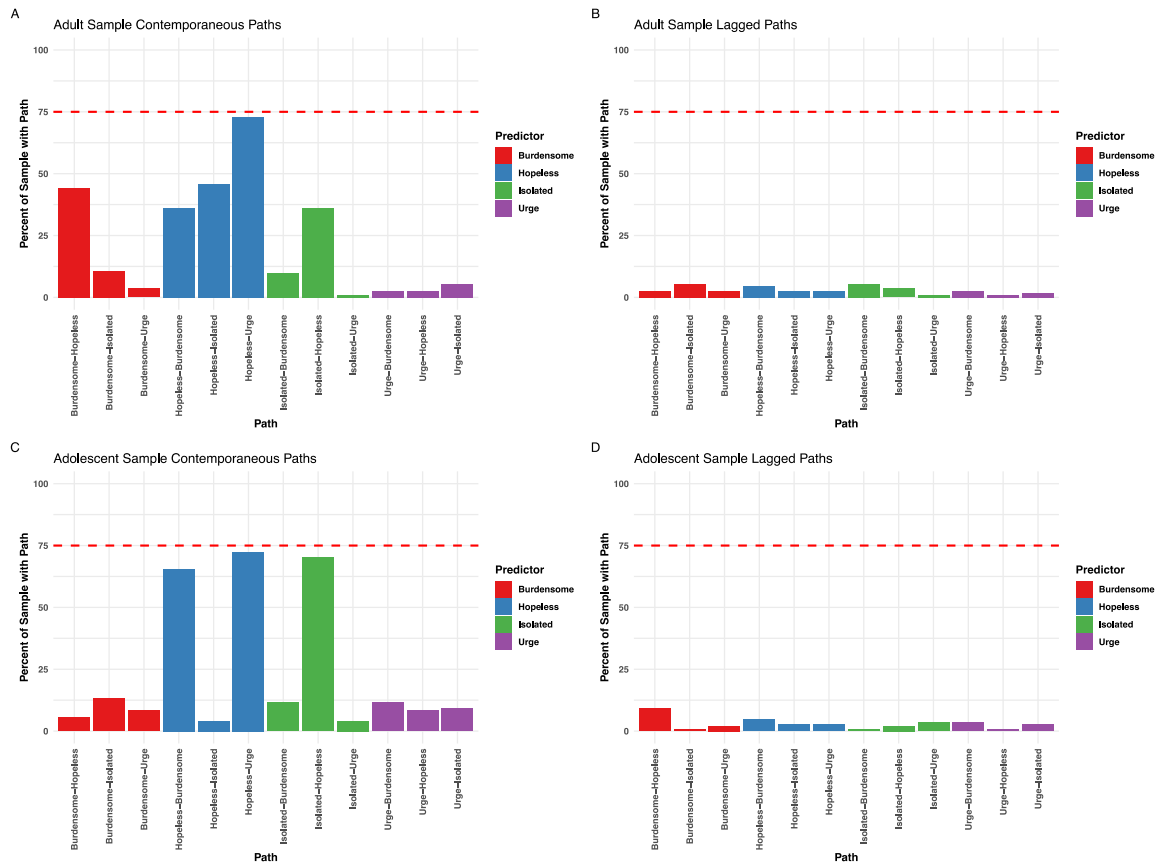 A
Adult Sample Contemporaneous Paths
Percent of Sample with Path
100
75
50
25
0
Burdensome−Hopeless
Burdensome−Isolated
Burdensome−Urge
Hopeless−Burdensome
Hopeless−Isolated
Hopeless−Urge
Isolated−Burdensome
Isolated−Hopeless
Isolated−Urge
Urge−Burdensome
Urge−Hopeless
Urge−Isolated
Path
Predictor
Burdensome
Hopeless
Isolated
Urge
B
Adult Sample Lagged Paths
Percent of Sample with Path
100
75
50
25
0
Burdensome−Hopeless
Burdensome−Isolated
Burdensome−Urge
Hopeless−Burdensome
Hopeless−Isolated
Hopeless−Urge
Isolated−Burdensome
Isolated−Hopeless
Isolated−Urge
Urge−Burdensome
Urge−Hopeless
Urge−Isolated
Path
Predictor
Burdensome
Hopeless
Isolated
Urge
C
Adolescent Sample Contemporaneous Paths
Percent of Sample with Path
100
75
50
25
0
Burdensome−Hopeless
Burdensome−Isolated
Burdensome−Urge
Hopeless−Burdensome
Hopeless−Isolated
Hopeless−Urge
Isolated−Burdensome
Isolated−Hopeless
Isolated−Urge
Urge−Burdensome
Urge−Hopeless
Urge−Isolated
Path
Predictor
Burdensome
Hopeless
Isolated
Urge
D
Adolescent Sample Lagged Paths
Percent of Sample with Path
100
75
50
25
0
Burdensome−Hopeless
Burdensome−Isolated
Burdensome−Urge
Hopeless−Burdensome
Hopeless−Isolated
Hopeless−Urge
Isolated−Burdensome
Isolated−Hopeless
Isolated−Urge
Urge−Burdensome
Urge−Hopeless
Urge−Isolated
Path
Predictor
Burdensome
Hopeless
Isolated
Urge